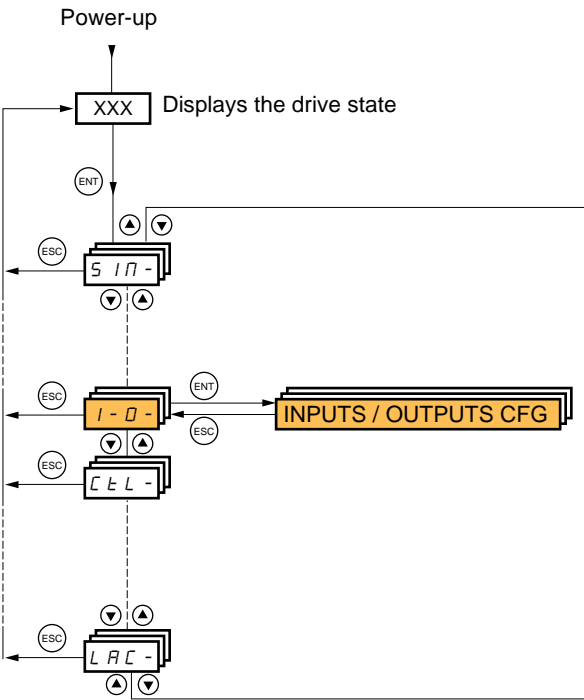 Power-up
XXX Displays the drive state
ENT
ESC
SIM-
ESC
I-O-
ENT
ESC
INPUTS / OUTPUTS CFG
ESC
CtL-
ESC
LAC-